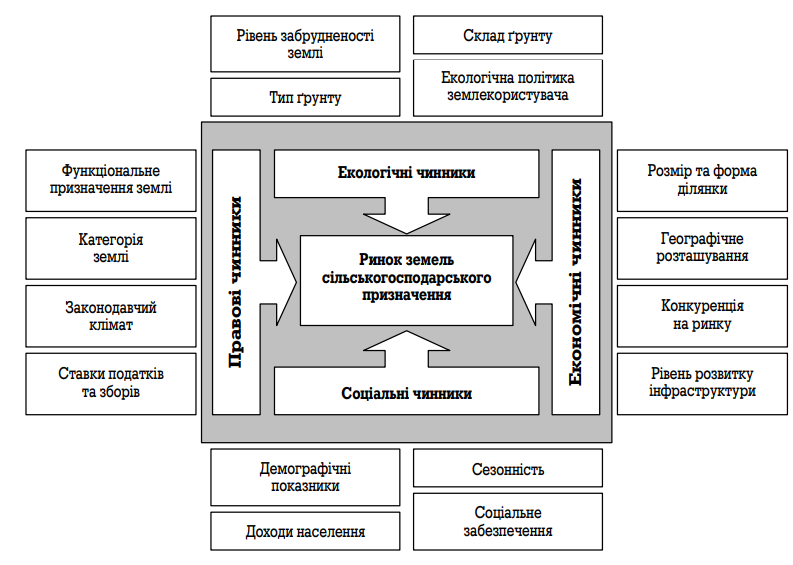 Рівень забрудненості
землі
Тип ґрунту
Склад ґрунту
Екологічна політика
землекористувача
Функціональне
призначення землі
Категорія
землі
Законодавчий
клімат
Ставки податків
та зборів
Правові чинники
Екологічні чинники
Ринок земель
сільськогосподарського
призначення
Соціальні чинники
Економічні чинники
Розмір та форма
ділянки
Географічне
розташування
Конкуренція
на ринку
Рівень розвитку
інфраструктури
Демографічні
показники
Доходи населення
Сезонність
Соціальне
забезпечення